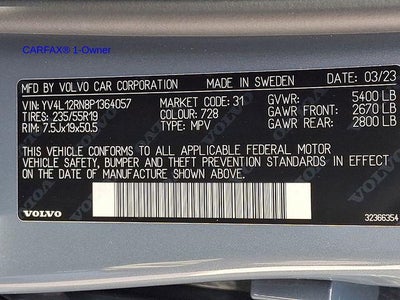 CARFAX® 1-Owner
MFD BY VOLVO CAR CORPORATION MADE IN SWEDEN DATE: 03/23
VIN: YV4L12RN8P1364057 MARKET CODE: 31 GVWR: 5400 LB
TIRES: 235/55R19 COLOUR: 728 GAWR FRONT: 2670 LB
RIM: 7.5Jx19x50.5 TYPE: MPV GAWR REAR: 2800 LB
THIS VEHICLE CONFORMS TO ALL APPLICABLE FEDERAL MOTOR
VEHICLE SAFETY, BUMPER AND THEFT PREVENTION STANDARDS IN EFFECT
ON THE DATE OF MANUFACTURE SHOWN ABOVE.
VOLVO 32366354